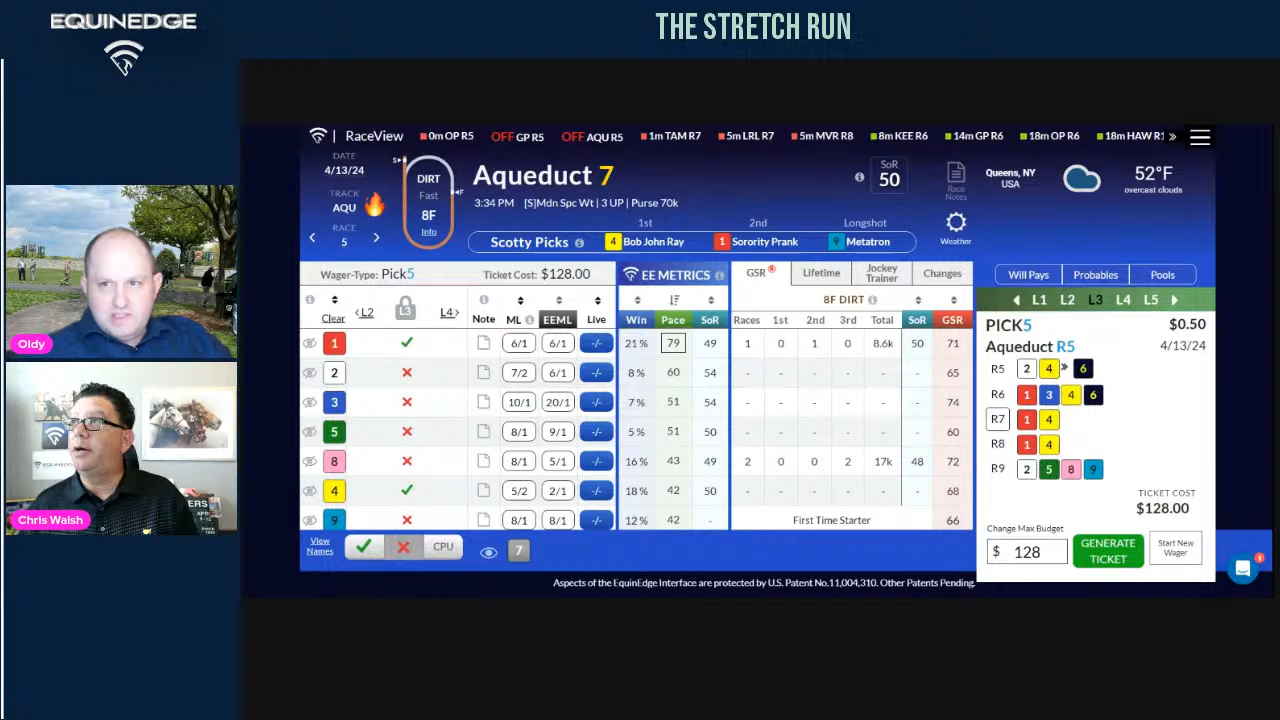 EQUINEDGE
THE STRETCH RUN
RaceView 0m OP R5 OFF GP R5 OFF AQU R5 1m TAM R7 5m LRL R7 5m MVR R8 8m KEE R6 14m GP R6 18m OP R6 18m HAW R1
DATE
4/13/24
TRACK
AQU
RACE
5
S
DIRT
Fast
8F
Info
F
Aqueduct 7
3:34 PM [S]Mdn Spc Wt | 3 UP | Purse 70k
SoR
50
Race
Notes
Queens, NY
USA
52°F
overcast clouds
Weather
1st 2nd Longshot
Scotty Picks 4 Bob John Ray 1 Sorority Prank 9 Metatron
Wager-Type: Pick5 Ticket Cost: $128.00
EE METRICS
GSR Lifetime Jockey Trainer Changes
8F DIRT
Clear <L2 L3 L4> Note ML EEML Live Win Pace SoR Races 1st 2nd 3rd Total SoR GSR
1 6/1 6/1 -/- 21% 79 49 1 0 1 0 8.6k 50 71
2 7/2 6/1 -/- 8% 60 54 - - - - - - 65
3 10/1 20/1 -/- 7% 51 54 - - - - - - 74
5 8/1 9/1 -/- 5% 51 50 - - - - - - 60
8 8/1 5/1 -/- 16% 43 49 2 0 0 2 17k 48 72
4 5/2 2/1 -/- 18% 42 50 - - - - - - 68
9 8/1 8/1 -/- 12% 42 - First Time Starter 66
View
Names
CPU
7
Will Pays Probables Pools
L1 L2 L3 L4 L5
PICK5 $0.50
Aqueduct R5 4/13/24
R5 2 4 » 6
R6 1 3 4 6
R7 1 4
R8 1 4
R9 2 5 8 9
TICKET COST
$128.00
Change Max Budget
$ 128
GENERATE
TICKET
Start New
Wager
1
Aspects of the EquinEdge Interface are protected by U.S. Patent No.11,004,310. Other Patents Pending.
Oldy
Chris Walsh